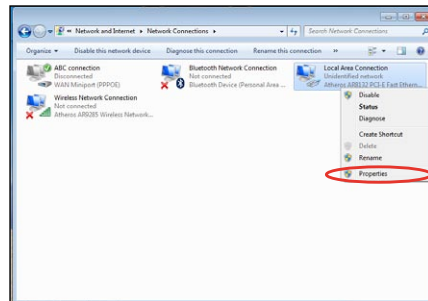 « Network and Internet ▸ Network Connections ▸
Search Network Connections
Organize
Disable this network device
Diagnose this connection
Rename this connection
»
ABC connection
Disconnected
WAN Miniport (PPPOE)
Bluetooth Network Connection
Not connected
Bluetooth Device (Personal Area ...
Local Area Connection
Unidentified network
Atheros AR8132 PCI-E Fast Ethern...
Wireless Network Connection
Not connected
Atheros AR9285 Wireless Network...
Disable
Status
Diagnose
Create Shortcut
Delete
Rename
Properties